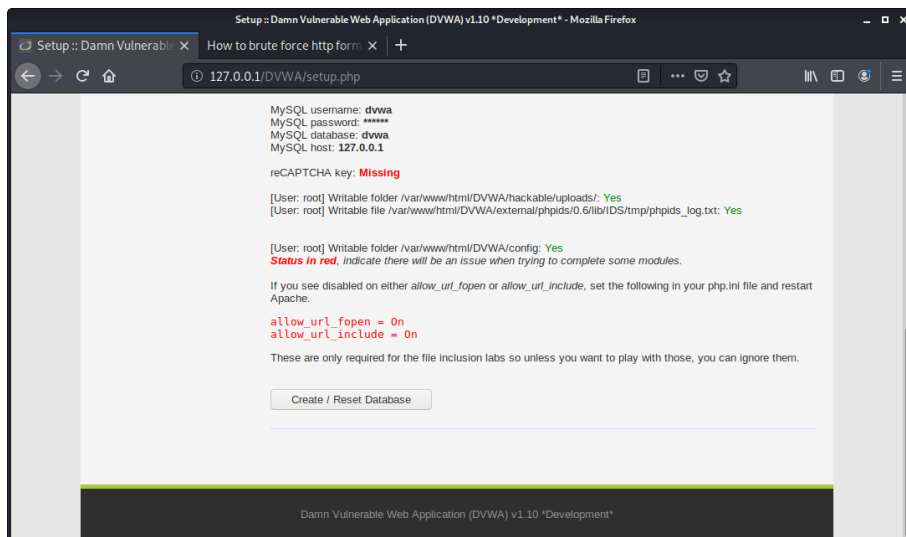 Setup :: Damn Vulnerable Web Application (DVWA) v1.10 *Development* - Mozilla Firefox
Setup :: Damn Vulnerable
How to brute force http form
127.0.0.1/DVWA/setup.php
MySQL username: dvwa
MySQL password: ******
MySQL database: dvwa
MySQL host: 127.0.0.1
reCAPTCHA key: Missing
[User: root] Writable folder /var/www/html/DVWA/hackable/uploads/: Yes
[User: root] Writable file /var/www/html/DVWA/external/phpids/0.6/lib/IDS/tmp/phpids_log.txt: Yes
[User: root] Writable folder /var/www/html/DVWA/config: Yes
Status in red, indicate there will be an issue when trying to complete some modules.
If you see disabled on either allow_url_fopen or allow_url_include, set the following in your php.ini file and restart
Apache.
allow_url_fopen = On
allow_url_include = On
These are only required for the file inclusion labs so unless you want to play with those, you can ignore them.
Create / Reset Database
Damn Vulnerable Web Application (DVWA) v1.10 *Development*